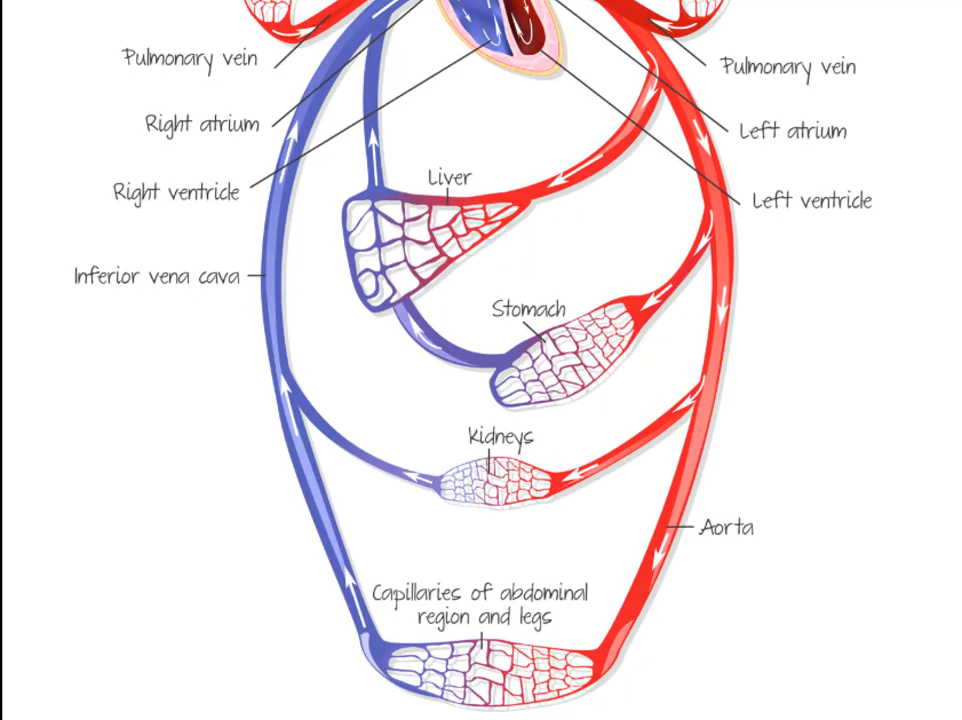 Pulmonary vein
Pulmonary vein
Right atrium
Left atrium
Liver
Right ventricle
Left ventricle
Inferior vena cava
Stomach
Kidneys
Aorta
Capillaries of abdominal
region and legs